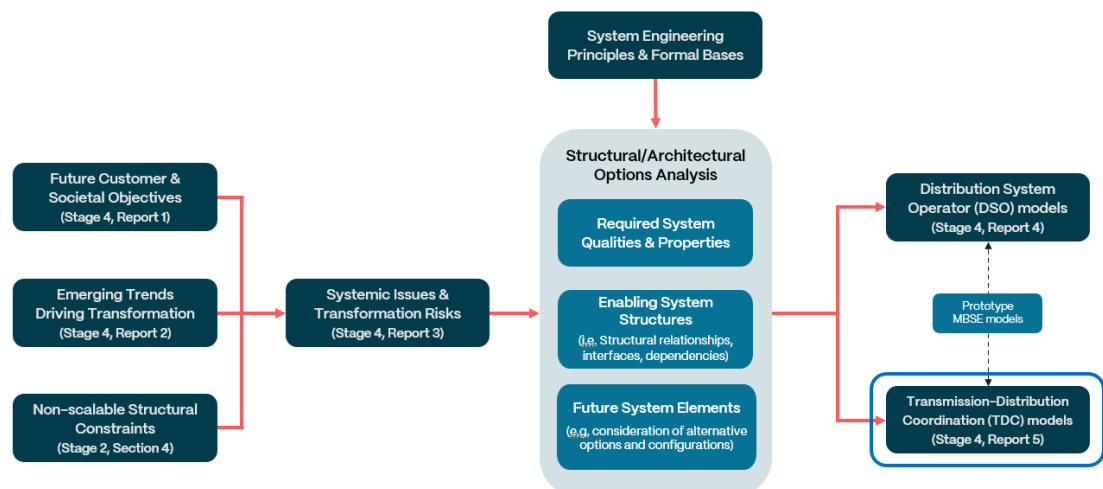 System Engineering
Principles & Formal Bases
Structural/Architectural
Options Analysis
Future Customer &
Societal Objectives
(Stage 4, Report 1)
Distribution System
Operator (DSO) models
(Stage 4, Report 4)
Required System
Qualities & Properties
Emerging Trends
Driving Transformation
(Stage 4, Report 2)
Systemic Issues &
Transformation Risks
(Stage 4, Report 3)
Enabling System
Structures
(i.e. Structural relationships,
interfaces, dependencies)
Prototype
MBSE models
Non-scalable Structural
Constraints
(Stage 2, Section 4)
Future System Elements
(e.g, consideration of alternative
options and configurations)
Transmission-Distribution
Coordination (TDC) models
(Stage 4, Report 5)